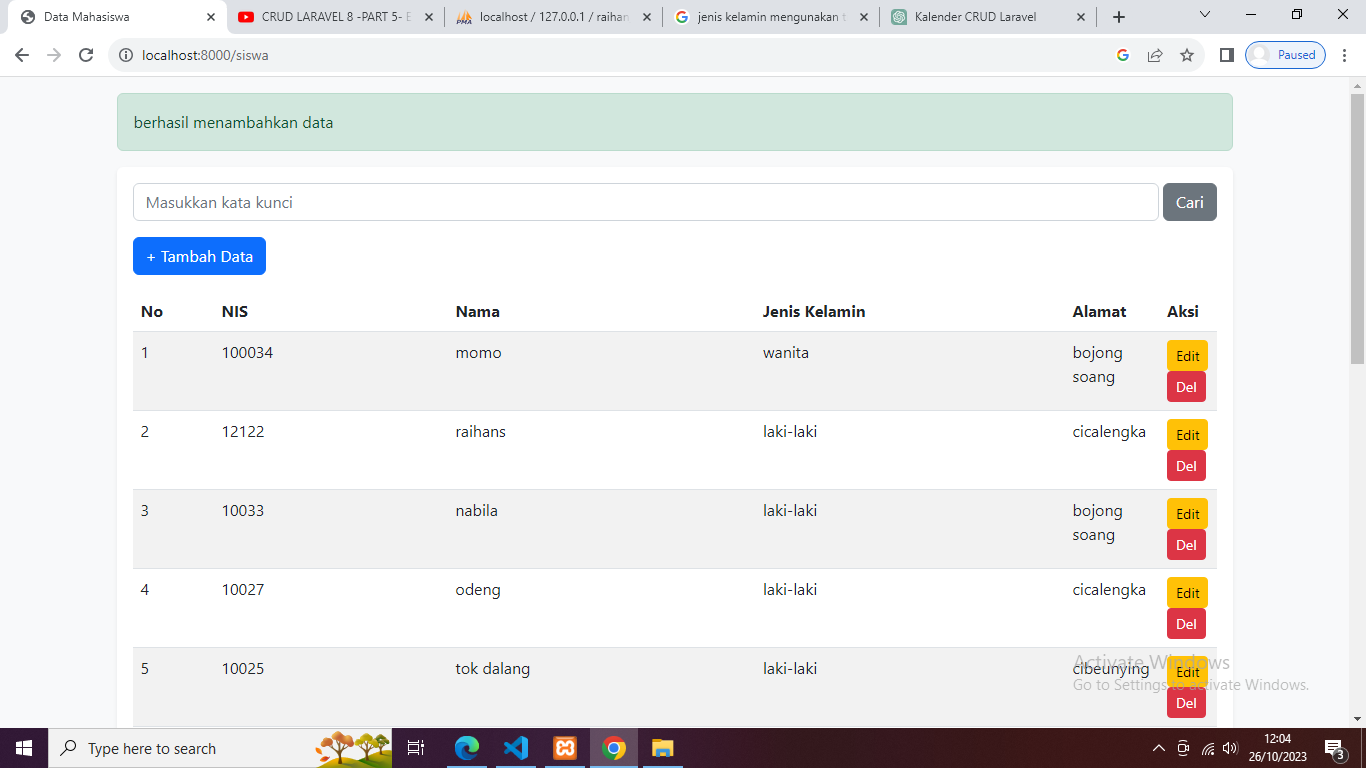 Data Mahasiswa
CRUD LARAVEL 8 -PART 5- E
localhost / 127.0.0.1 / raihan
jenis kelamin mengunakan t
Kalender CRUD Laravel
localhost:8000/siswa
Paused
berhasil menambahkan data
Masukkan kata kunci
Cari
+ Tambah Data
No NIS Nama Jenis Kelamin Alamat Aksi
1 100034 momo wanita bojong soang Edit Del
2 12122 raihans laki-laki cicalengka Edit Del
3 10033 nabila laki-laki bojong soang Edit Del
4 10027 odeng laki-laki cicalengka Edit Del
5 10025 tok dalang laki-laki cibeunying Edit Del
Activate Windows
Go to Settings to activate Windows.
Type here to search
12:04
26/10/2023
3